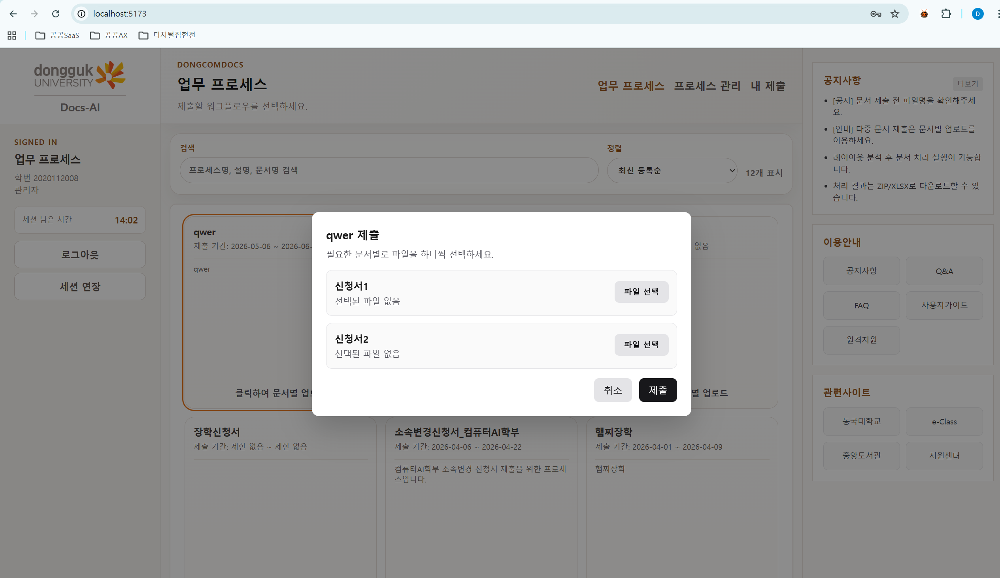 localhost:5173
공공SaaS
공공AX
디지털집현전
dongguk
UNIVERSITY
Docs-AI
SIGNED IN
업무 프로세스
학번 2020112008
관리자
세션 남은 시간 14:02
로그아웃
세션 연장
DONGCOMDOCS
업무 프로세스
제출할 워크플로우를 선택하세요.
업무 프로세스 프로세스 관리 내 제출
검색
프로세스명, 설명, 문서명 검색
정렬
최신 등록순
12개 표시
qwer
제출 기간: 2026-05-06 ~ 2026-06-
qwer
클릭하여 문서별
없음
별 업로드
qwer 제출
필요한 문서별로 파일을 하나씩 선택하세요.
신청서1
선택된 파일 없음
파일 선택
신청서2
선택된 파일 없음
파일 선택
취소
제출
장학신청서
제출 기간: 제한 없음 ~ 제한 없음
소속변경신청서_컴퓨터AI학부
제출 기간: 2026-04-06 ~ 2026-04-22
컴퓨터AI학부 소속변경 신청서 제출을 위한 프로세
스입니다.
햄찌장학
제출 기간: 2026-04-01 ~ 2026-04-09
햄찌장학
공지사항
더보기
[공지] 문서 제출 전 파일명을 확인해주세
요.
[안내] 다중 문서 제출은 문서별 업로드를
이용하세요.
레이아웃 분석 후 문서 처리 실행이 가능합
니다.
처리 결과는 ZIP/XLSX로 다운로드할 수 있
습니다.
이용안내
공지사항
Q&A
FAQ
사용자가이드
원격지원
관련사이트
동국대학교
e-Class
중앙도서관
지원센터
D